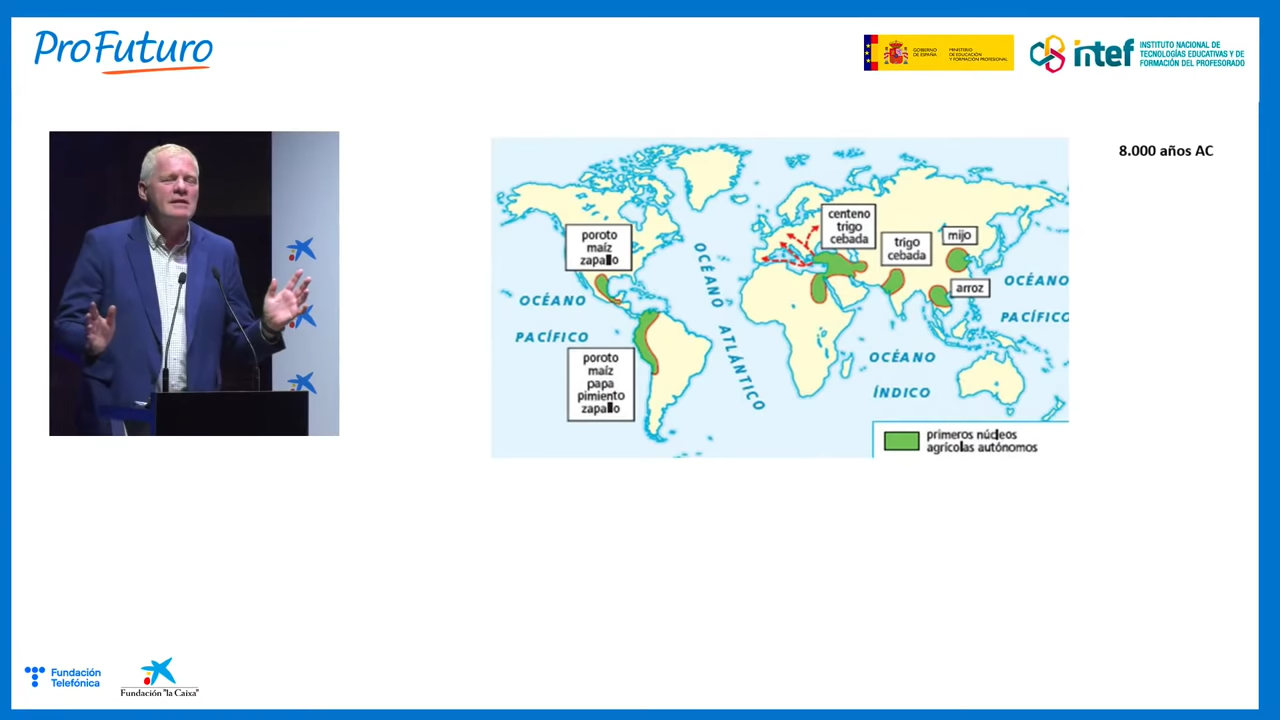 ProFuturo
GOBIERNO
DE ESPAÑA
MINISTERIO
DE EDUCACIÓN
Y FORMACIÓN PROFESIONAL
intef
INSTITUTO NACIONAL DE
TECNOLOGÍAS EDUCATIVAS Y DE
FORMACIÓN DEL PROFESORADO
8.000 años AC
poroto
maíz
zapallo
centeno
trigo
cebada
trigo
cebada
mijo
arroz
OCÉANO
PACÍFICO
OCÉANO ATLÁNTICO
OCÉANO
PACÍFICO
OCÉANO
ÍNDICO
poroto
maíz
papa
pimiento
zapallo
primeros núcleos
agrícolas autónomos
Fundación
Telefónica
Fundación "la Caixa"